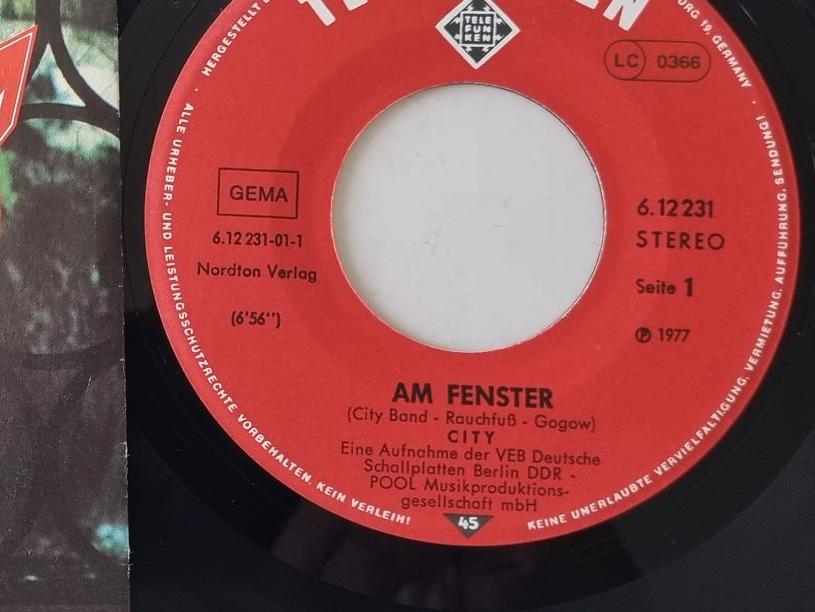 TELE
FUN
KEN
LC 0366
GEMA
6.12 231-01-1
Nordton Verlag
(6'56'')
6.12 231
STEREO
Seite 1
℗ 1977
AM FENSTER
(City Band - Rauchfuß - Gogow)
CITY
Eine Aufnahme der VEB Deutsche
Schallplatten Berlin DDR -
POOL Musikproduktions-
gesellschaft mbH
45
HERGESTELLT
19, GERMANY ·
ALLE URHEBER- UND LEISTUNGSSCHUTZRECHTE VORBEHALTEN. KEIN VERLEIH!
KEINE UNERLAUBTE VERVIELFÄLTIGUNG, VERMIETUNG, AUFFÜHRUNG, SENDUNG!